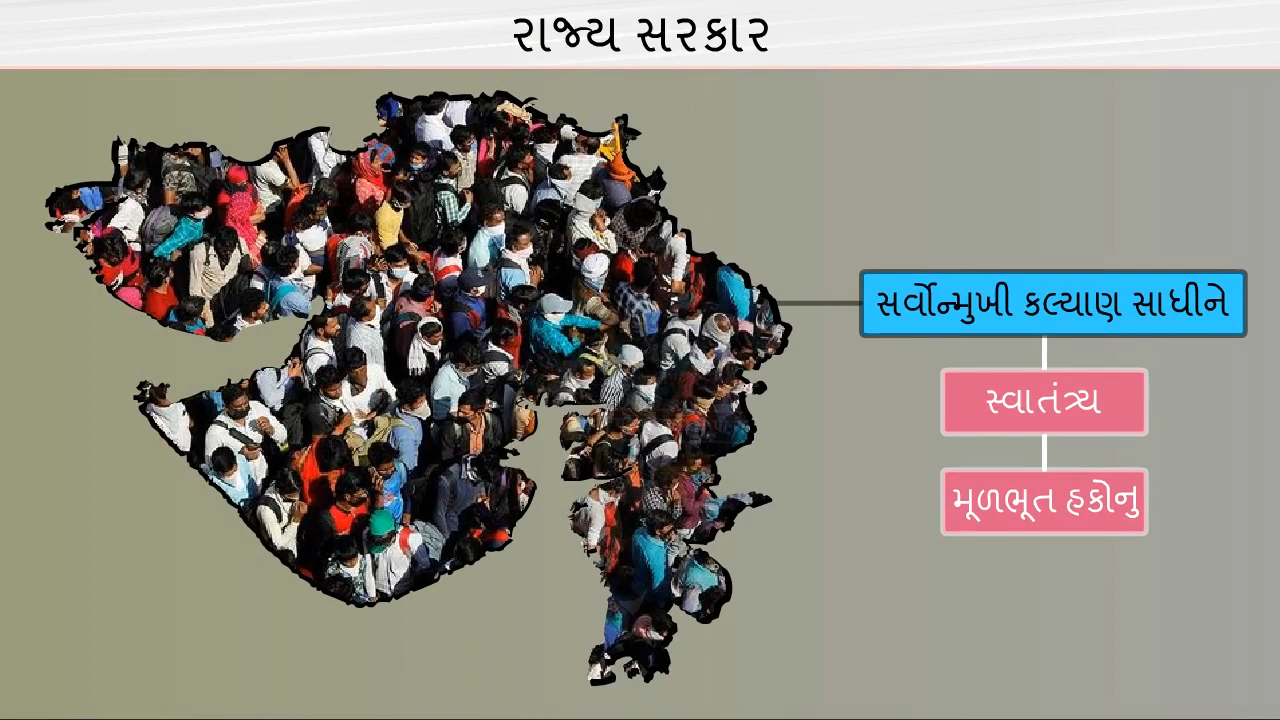 રાજ્ય સરકાર
સર્વોન્મુખી કલ્યાણ સાધીને
સ્વાતંત્ર્ય
મૂળભૂત હકોનુ